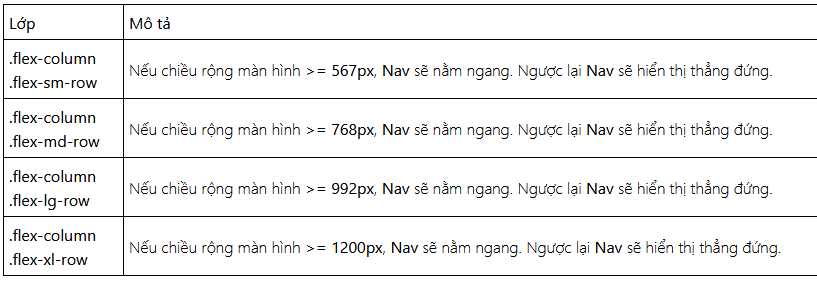 Lớp Mô tả
.flex-column
.flex-sm-row
Nếu chiều rộng màn hình >= 567px, Nav sẽ nằm ngang. Ngược lại Nav sẽ hiển thị thẳng đứng.
.flex-column
.flex-md-row
Nếu chiều rộng màn hình >= 768px, Nav sẽ nằm ngang. Ngược lại Nav sẽ hiển thị thẳng đứng.
.flex-column
.flex-lg-row
Nếu chiều rộng màn hình >= 992px, Nav sẽ nằm ngang. Ngược lại Nav sẽ hiển thị thẳng đứng.
.flex-column
.flex-xl-row
Nếu chiều rộng màn hình >= 1200px, Nav sẽ nằm ngang. Ngược lại Nav sẽ hiển thị thẳng đứng.